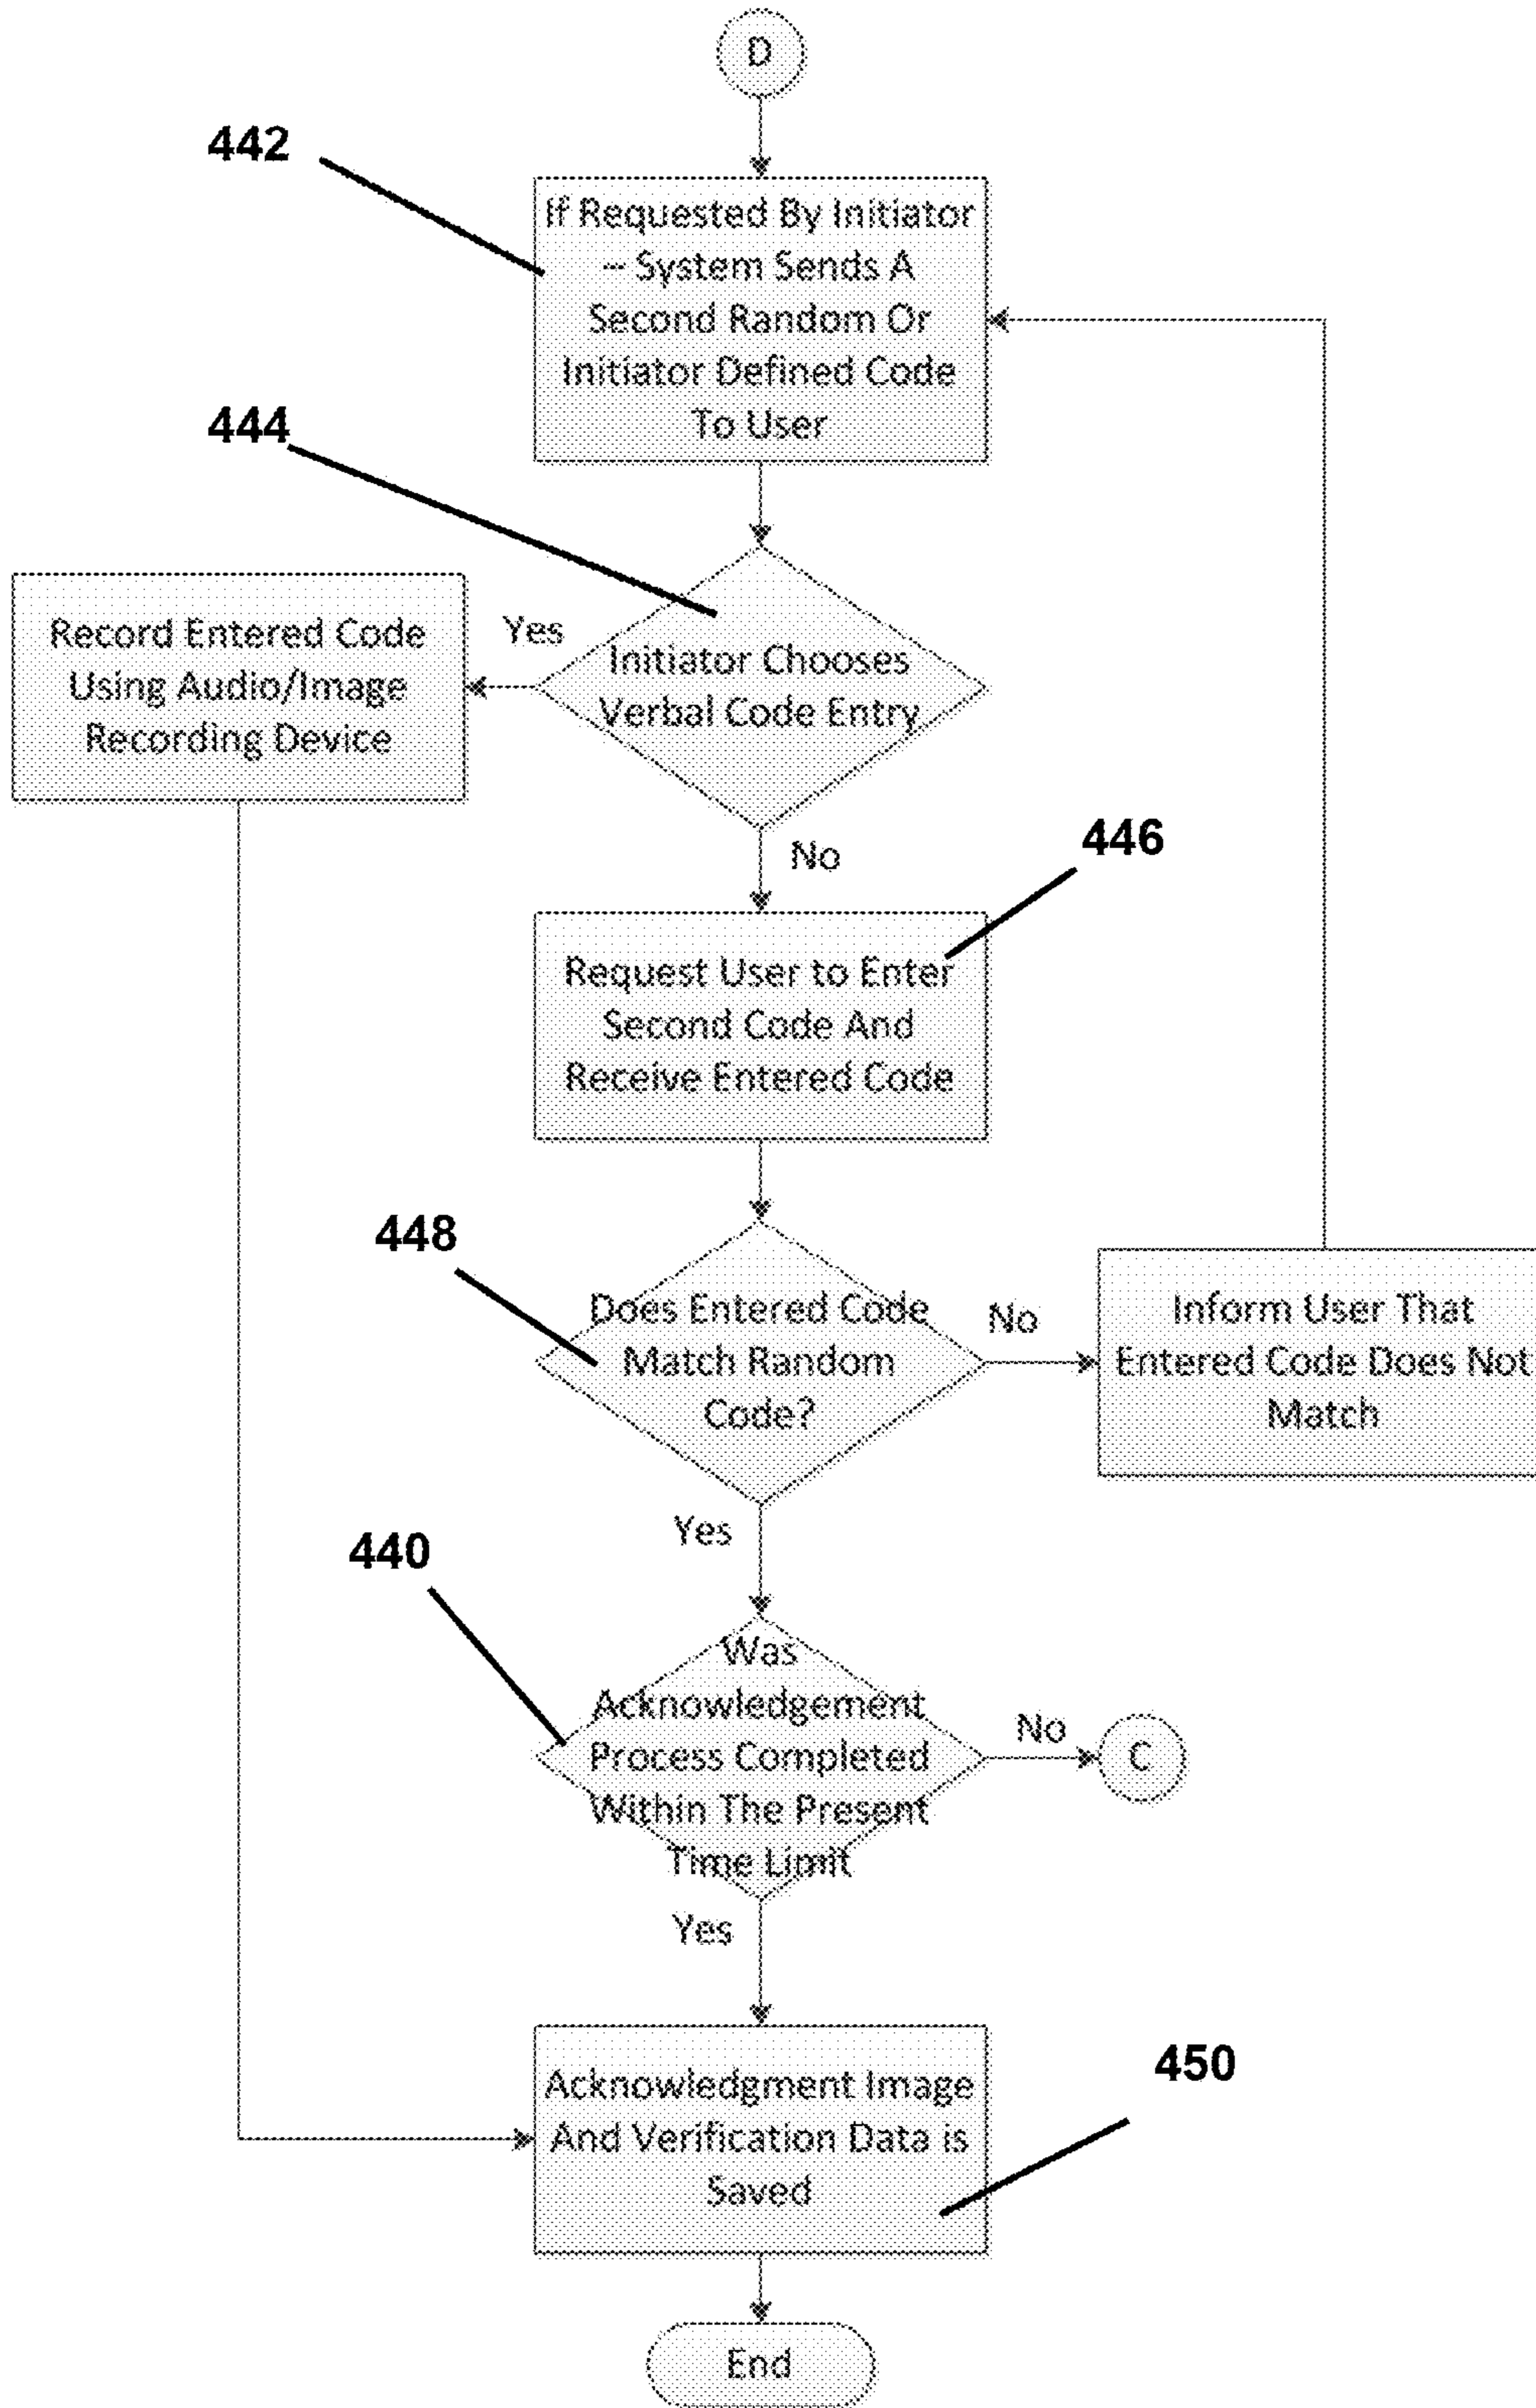 D
442
If Requested By Initiator
-- System Sends A
Second Random Or
Initiator Defined Code
To User
444
Record Entered Code
Using Audio/Image
Recording Device
Yes
Initiator Chooses
Verbal Code Entry
No
446
Request User to Enter
Second Code And
Receive Entered Code
448
Does Entered Code
Match Random
Code?
No
Inform User That
Entered Code Does Not
Match
Yes
440
Was
Acknowledgement
Process Completed
Within The Present
Time Limit
No
C
Yes
450
Acknowledgment Image
And Verification Data is
Saved
End